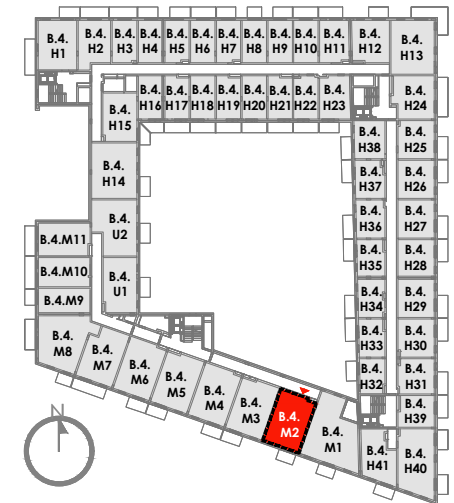 B.4.
H1
B.4.
H2
B.4.
H3
B.4.
H4
B.4.
H5
B.4.
H6
B.4.
H7
B.4.
H8
B.4.
H9
B.4.
H10
B.4.
H11
B.4.
H12
B.4.
H13
B.4.
H16
B.4.
H17
B.4.
H18
B.4.
H19
B.4.
H20
B.4.
H21
B.4.
H22
B.4.
H23
B.4.
H24
B.4.
H15
B.4.
H38
B.4.
H25
B.4.
H14
B.4.
H37
B.4.
H26
B.4.
U2
B.4.
H36
B.4.
H27
B.4.M11
B.4.
H35
B.4.
H28
B.4.M10
B.4.
U1
B.4.
H34
B.4.
H29
B.4.M9
B.4.
H33
B.4.
H30
B.4.
M8
B.4.
M7
B.4.
M6
B.4.
M5
B.4.
M4
B.4.
M3
B.4.
M2
B.4.
M1
B.4.
H32
B.4.
H31
B.4.
H39
B.4.
H41
B.4.
H40
N